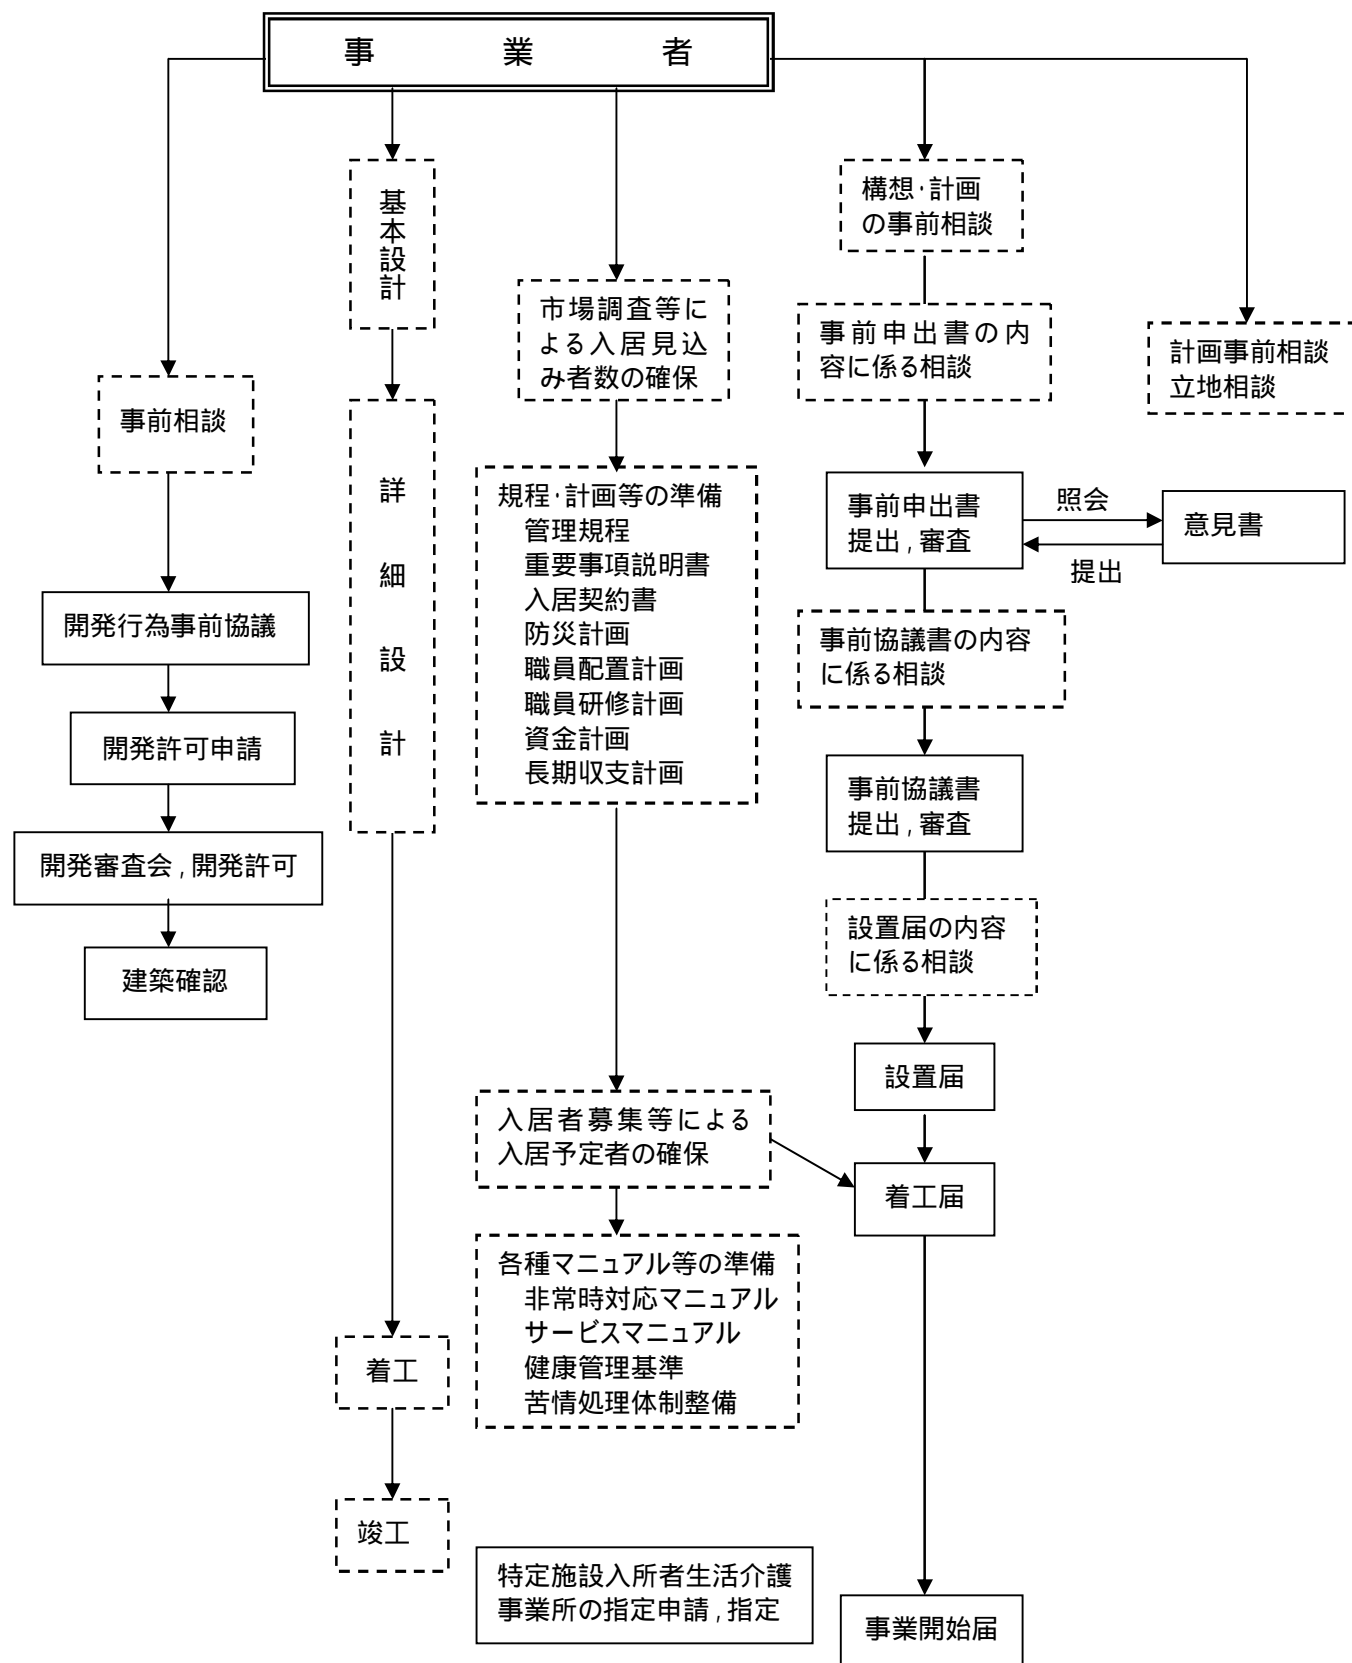 事業者
事前相談
開発行為事前協議
開発許可申請
開発審査会,開発許可
建築確認
基本設計
詳細設計
着工
竣工
市場調査等に
よる入居見込
み者数の確保
規程・計画等の準備
管理規程
重要事項説明書
入居契約書
防災計画
職員配置計画
職員研修計画
資金計画
長期収支計画
入居者募集等による
入居予定者の確保
各種マニュアル等の準備
非常時対応マニュアル
サービスマニュアル
健康管理基準
苦情処理体制整備
特定施設入所者生活介護
事業所の指定申請,指定
構想・計画
の事前相談
事前申出書の内
容に係る相談
事前申出書
提出,審査
照会
提出
意見書
事前協議書の内容
に係る相談
事前協議書
提出,審査
設置届の内容
に係る相談
設置届
着工届
事業開始届
計画事前相談
立地相談